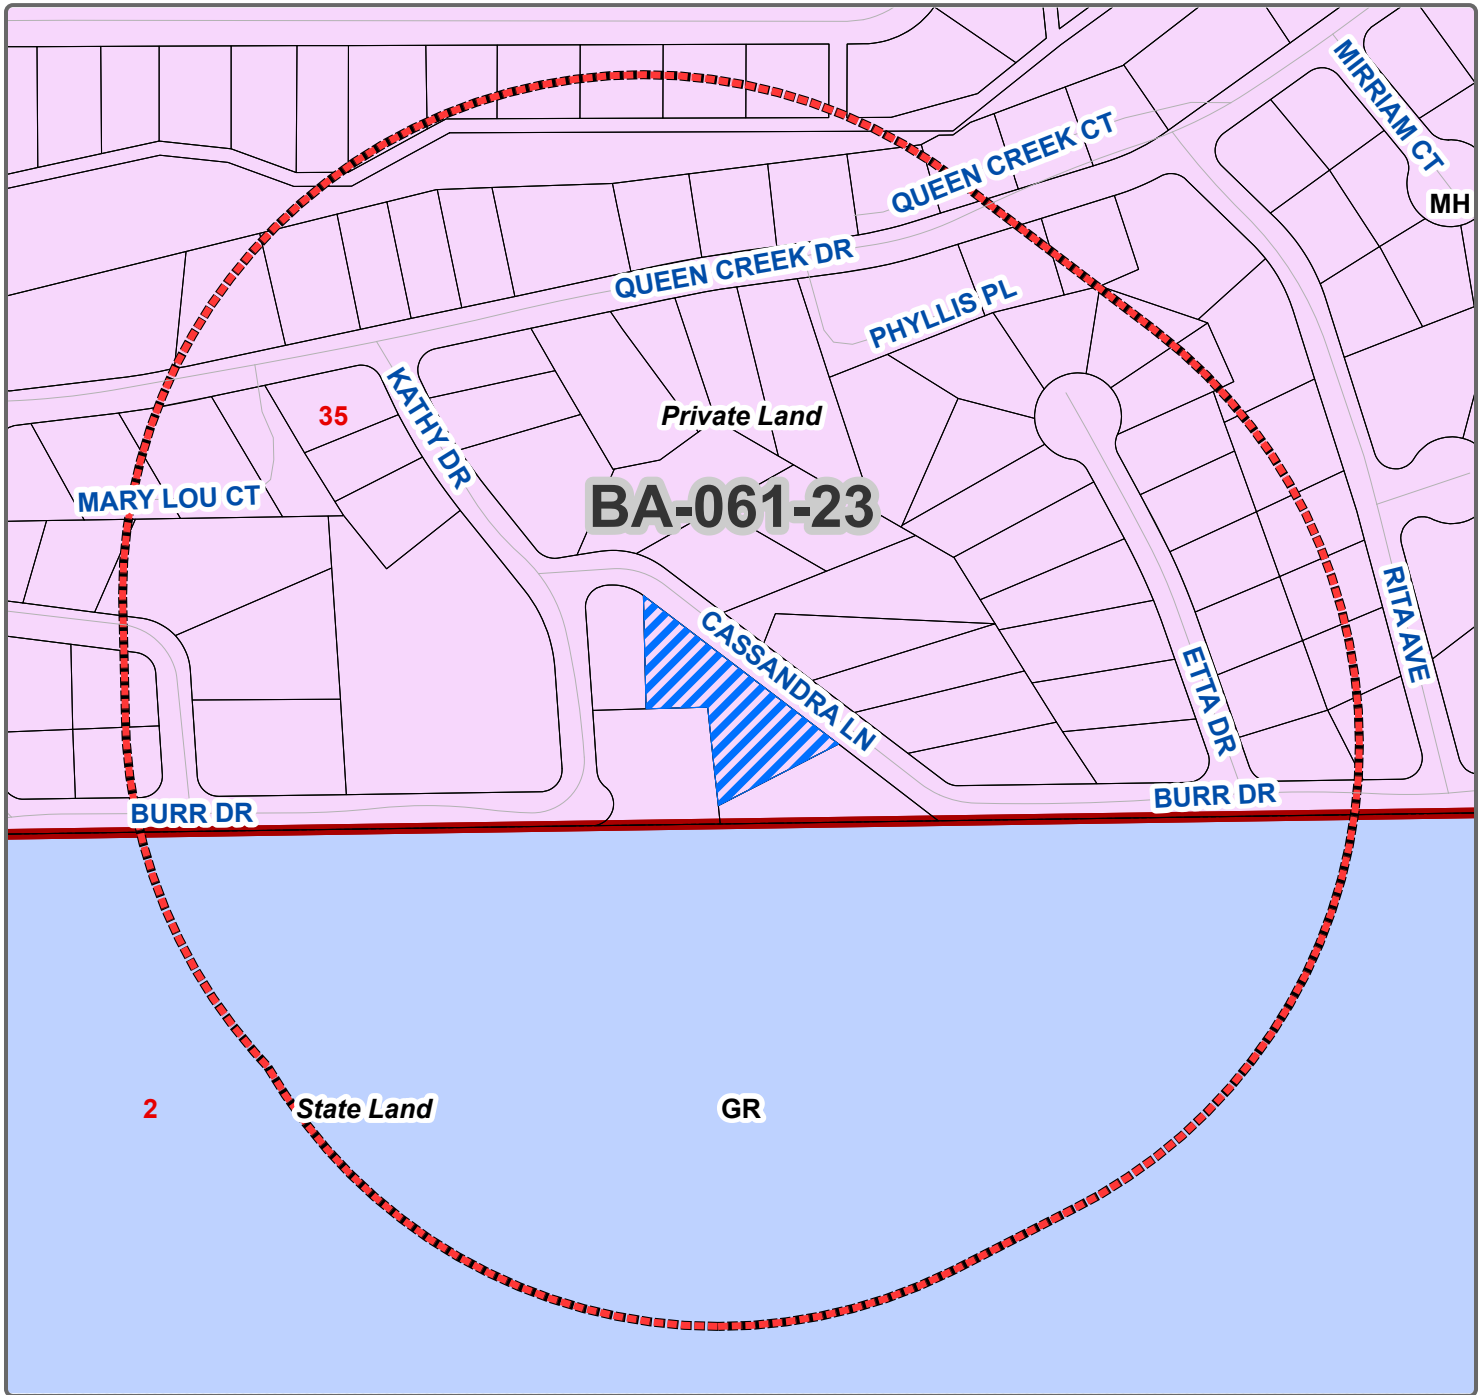 MIRRIAM CT
QUEEN CREEK CT
MH
QUEEN CREEK DR
PHYLLIS PL
KATHY DR
35
Private Land
MARY LOU CT
BA-061-23
RITA AVE
CASSANDRA LN
ETTA DR
BURR DR
BURR DR
2
State Land
GR